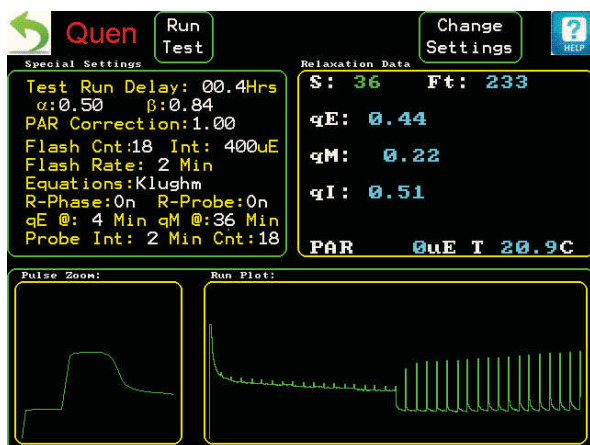 Quen
Run
Test
Change
Settings
?
HELP
Special Settings
Test Run Delay: 00.4Hrs
α:0.50 β:0.84
PAR Correction:1.00
Flash Cnt:18 Int: 400uE
Flash Rate: 2 Min
Equations:Klughm
R-Phase:On R-Probe:On
qE @: 4 Min qM @:36 Min
Probe Int: 2 Min Cnt:18
Relaxation Data
S: 36 Ft: 233
qE: 0.44
qM: 0.22
qI: 0.51
PAR 0uE T 20.9C
Pulse Zoom:
Run Plot: